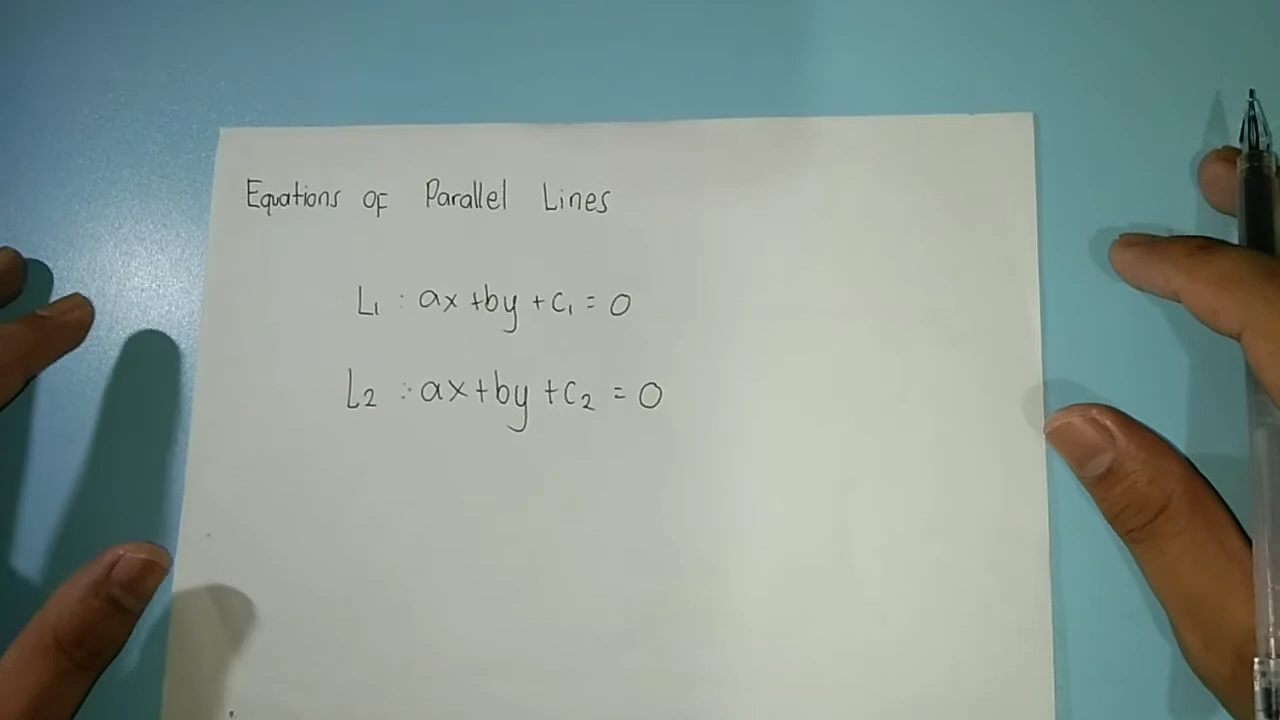 Equations of Parallel Lines
L₁ : ax + by + c₁ = 0
L₂ : ax + by + c₂ = 0